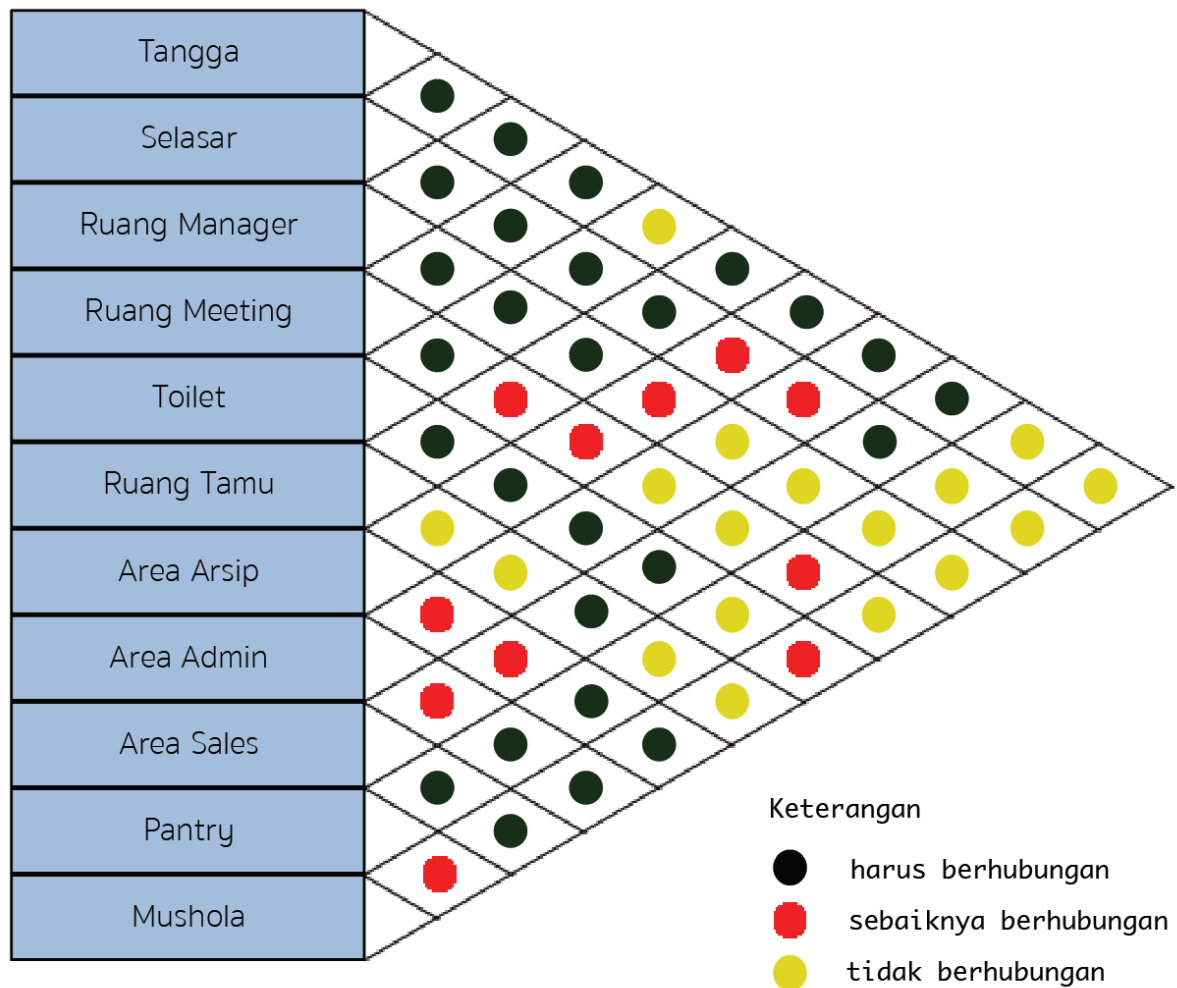 Tangga
Selasar
Ruang Manager
Ruang Meeting
Toilet
Ruang Tamu
Area Arsip
Area Admin
Area Sales
Pantry
Mushola
Keterangan
harus berhubungan
sebaiknya berhubungan
tidak berhubungan